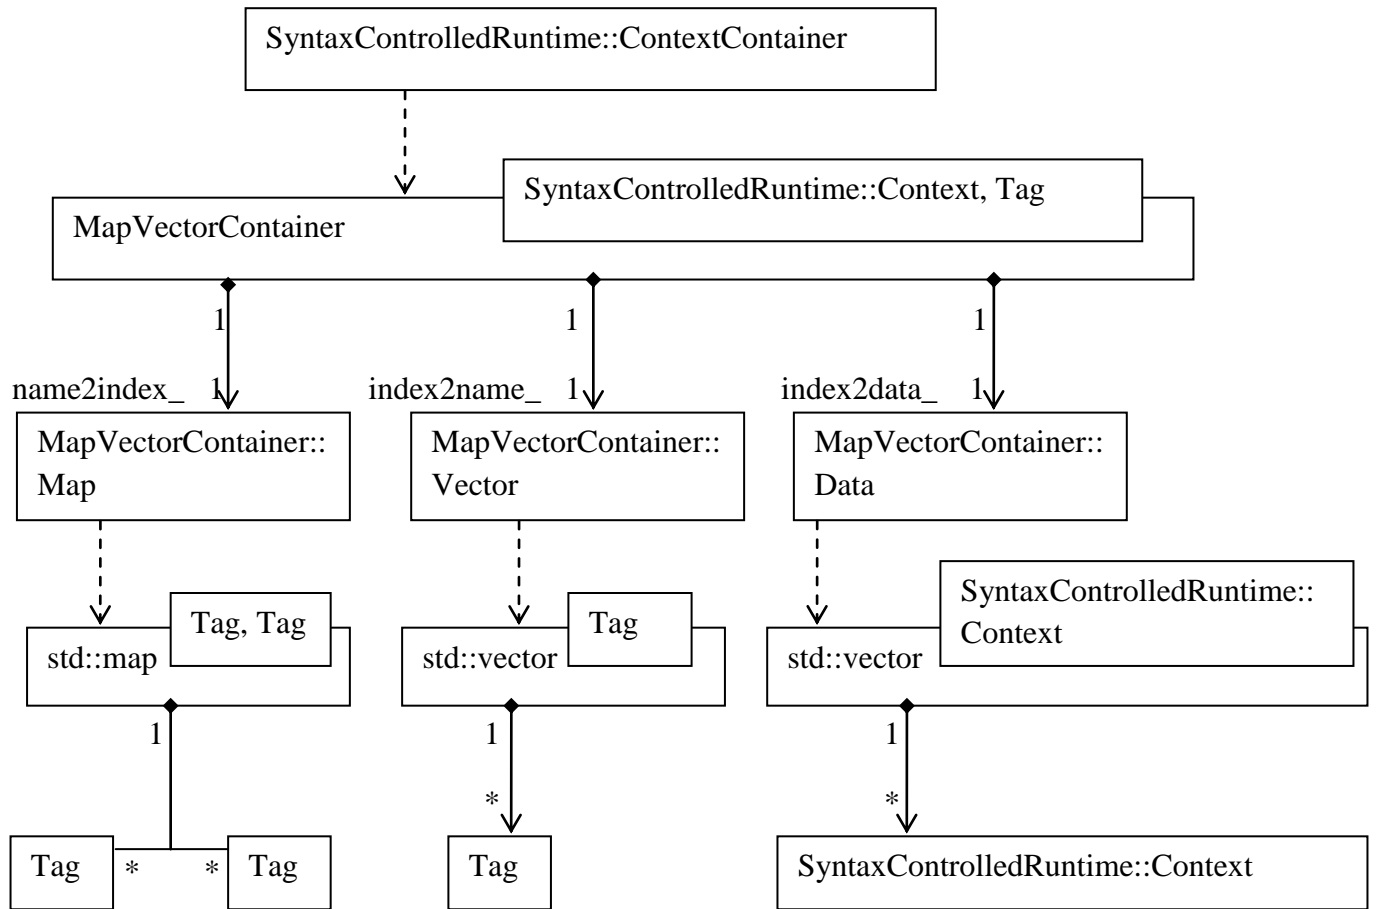 SyntaxControlledRuntime::ContextContainer
SyntaxControlledRuntime::Context, Tag
MapVectorContainer
1
1
1
name2index_
1
index2name_
1
index2data_
1
MapVectorContainer::
Map
MapVectorContainer::
Vector
MapVectorContainer::
Data
Tag, Tag
std::map
Tag
std::vector
SyntaxControlledRuntime::
Context
std::vector
1
1
1
*
*
Tag
*
*
Tag
Tag
SyntaxControlledRuntime::Context